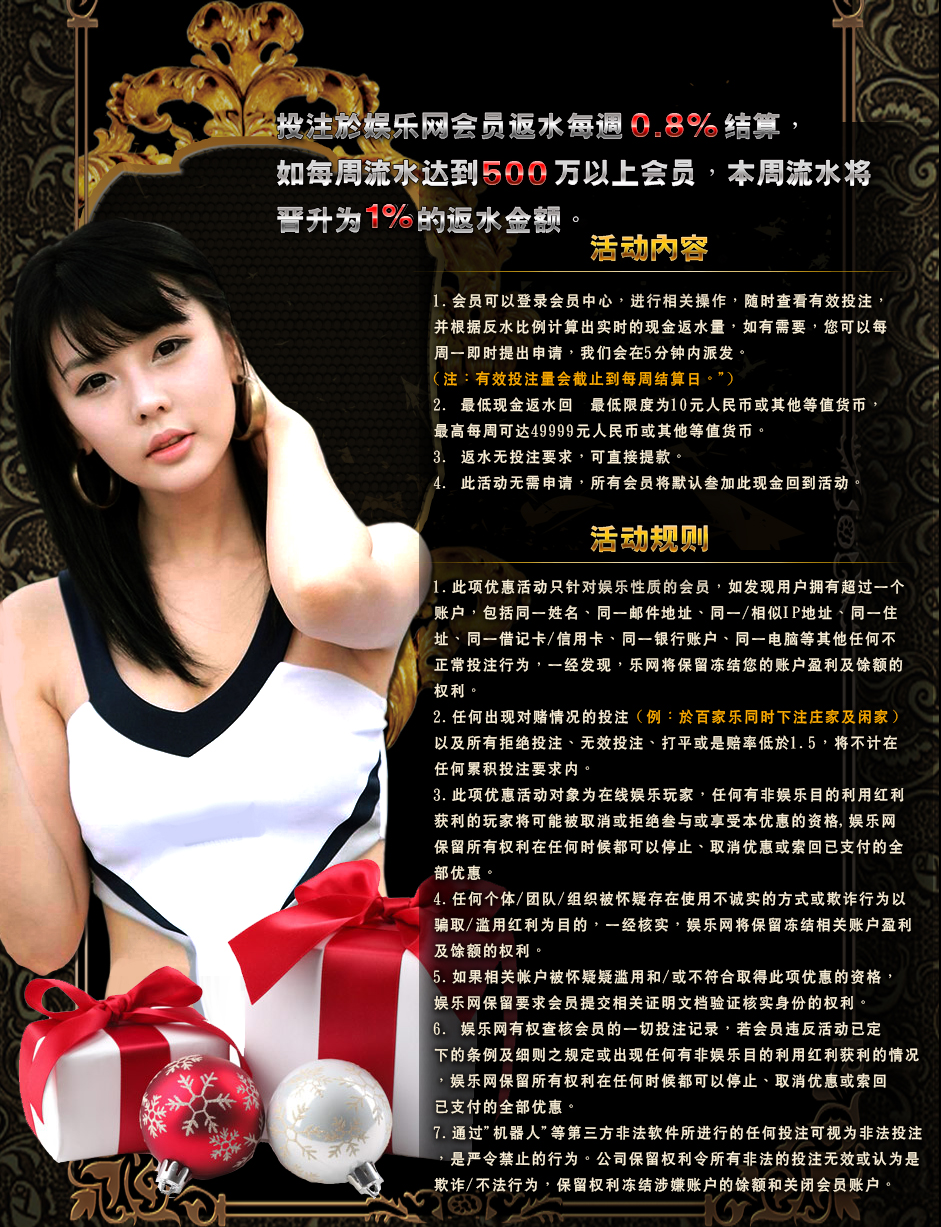 投注於娱乐网会员返水每週 0.8% 结算，
如每周流水达到500万以上会员，本周流水将
晋升为1%的返水金额。
活动內容
1.会员可以登录会员中心，进行相关操作，随时查看有效投注，
并根据反水比例计算出实时的现金返水量，如有需要，您可以每
周一即时提出申请，我们会在5分钟内派发。
（注：有效投注量会截止到每周结算日。”）
2. 最低现金返水回 最低限度为10元人民币或其他等值货币，
最高每周可达49999元人民币或其他等值货币。
3. 返水无投注要求，可直接提款。
4. 此活动无需申请，所有会员将默认叁加此现金回到活动。
活动规则
1.此项优惠活动只针对娱乐性质的会员，如发现用户拥有超过一个
账户，包括同一姓名、同一邮件地址、同一/相似IP地址、同一住
址、同一借记卡/信用卡、同一银行账户、同一电脑等其他任何不
正常投注行为，一经发现，乐网将保留冻结您的账户盈利及馀额的
权利。
2.任何出现对赌情况的投注（例：於百家乐同时下注庄家及闲家）
以及所有拒绝投注、无效投注、打平或是赔率低於1.5，将不计在
任何累积投注要求内。
3.此项优惠活动对象为在线娱乐玩家，任何有非娱乐目的利用红利
获利的玩家将可能被取消或拒绝叁与或享受本优惠的资格,娱乐网
保留所有权利在任何时候都可以停止、取消优惠或索回已支付的全
部优惠。
4.任何个体/团队/组织被怀疑存在使用不诚实的方式或欺诈行为以
骗取/滥用红利为目的，一经核实，娱乐网将保留冻结相关账户盈利
及馀额的权利。
5.如果相关帐户被怀疑疑滥用和/或不符合取得此项优惠的资格，
娱乐网保留要求会员提交相关证明文档验证核实身份的权利。
6. 娱乐网有权查核会员的一切投注记录，若会员违反活动已定
下的条例及细则之规定或出现任何有非娱乐目的利用红利获利的情况
，娱乐网保留所有权利在任何时候都可以停止、取消优惠或索回
已支付的全部优惠。
7.通过”机器人”等第三方非法软件所进行的任何投注可视为非法投注
，是严令禁止的行为。公司保留权利令所有非法的投注无效或认为是
欺诈/不法行为，保留权利冻结涉嫌账户的馀额和关闭会员账户。